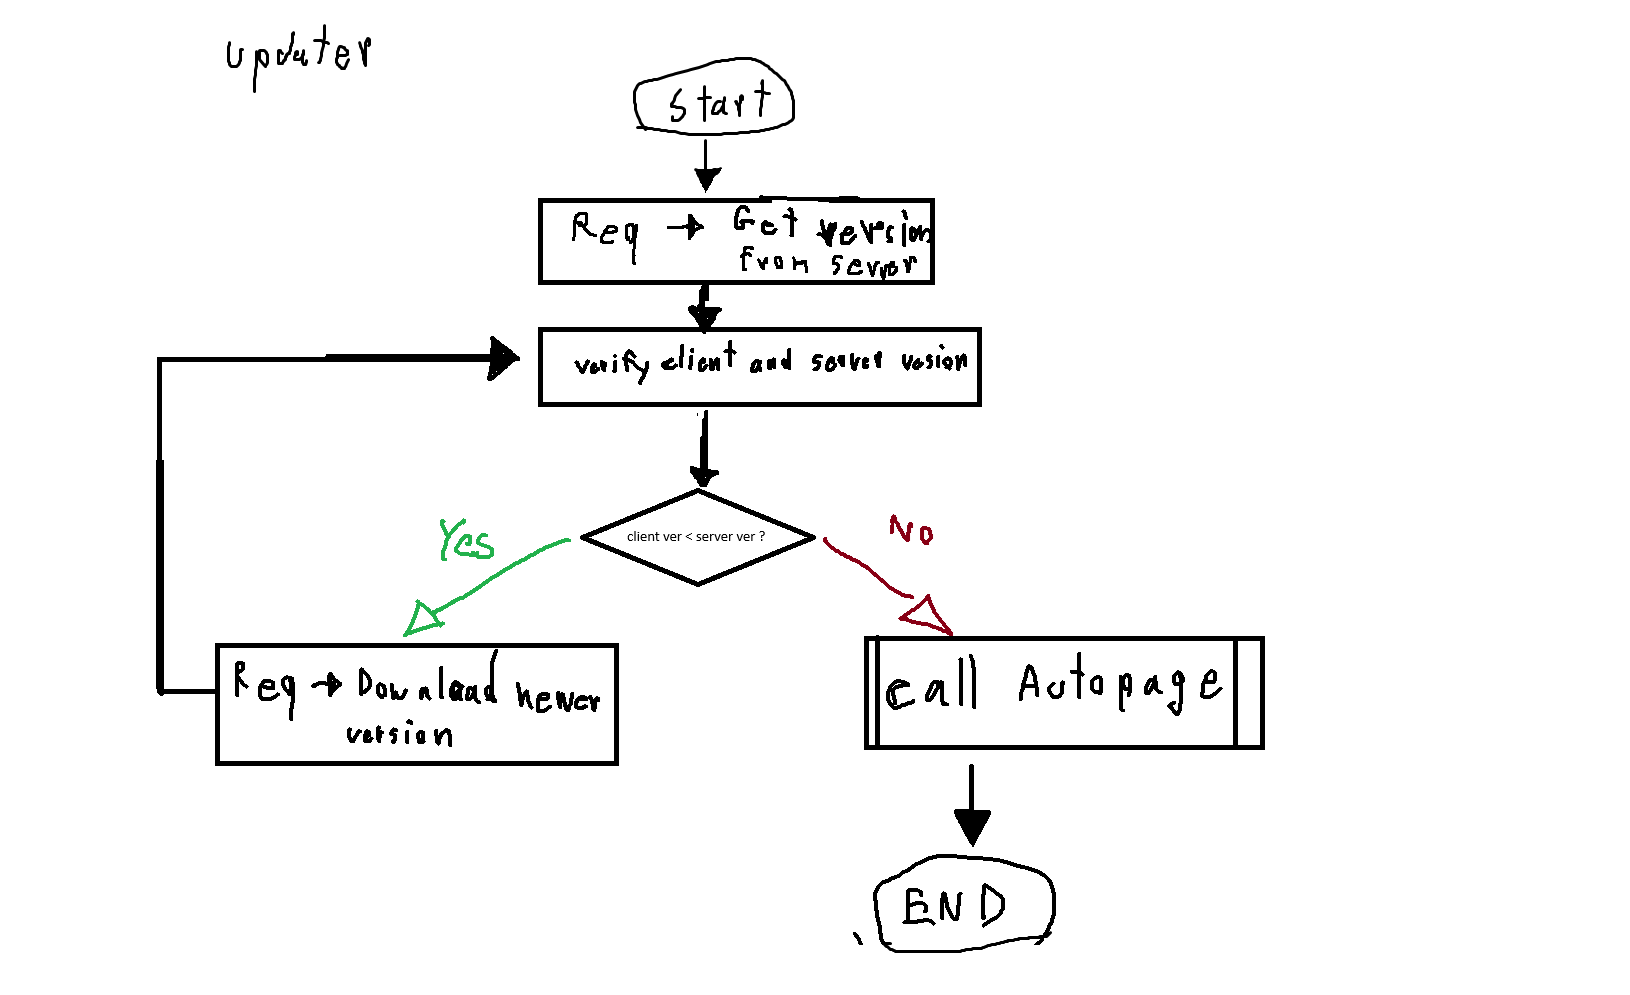 updater
Start
Req → Get version
from server
verify client and server vesion
client ver < server ver ?
Yes
No
Req → Download newer
version
call Autopage
END